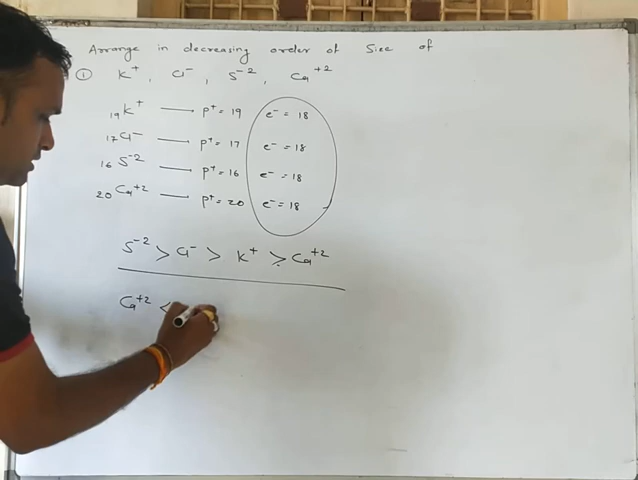 Arrange in decreasing order of Size of
① K⁺, Cl⁻, S⁻², Ca⁺²
₁₉K⁺ → p⁺ = 19 e⁻ = 18
₁₇Cl⁻ → p⁺ = 17 e⁻ = 18
₁₆S⁻² → p⁺ = 16 e⁻ = 18
₂₀Ca⁺² → p⁺ = 20 e⁻ = 18
S⁻² > Cl⁻ > K⁺ > Ca⁺²
Ca⁺² <